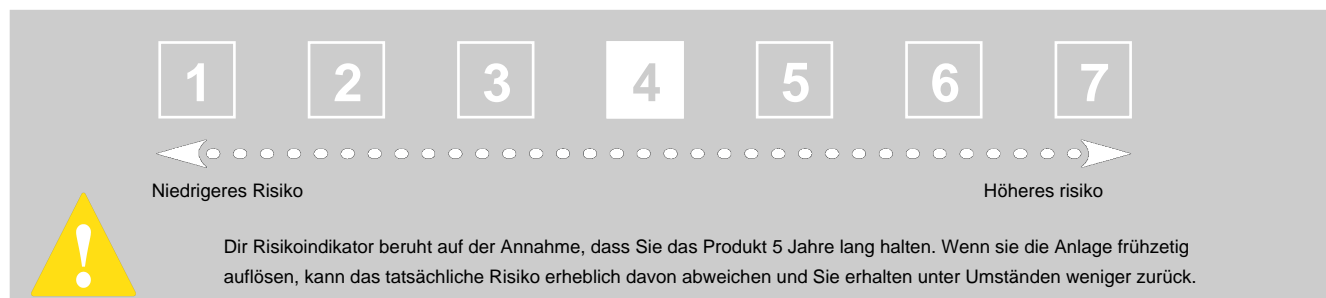 1 2 3 4 5 6 7
Niedrigeres Risiko Höheres risiko
!
Dir Risikoindikator beruht auf der Annahme, dass Sie das Produkt 5 Jahre lang halten. Wenn sie die Anlage frühzetig
auflösen, kann das tatsächliche Risiko erheblich davon abweichen und Sie erhalten unter Umständen weniger zurück.